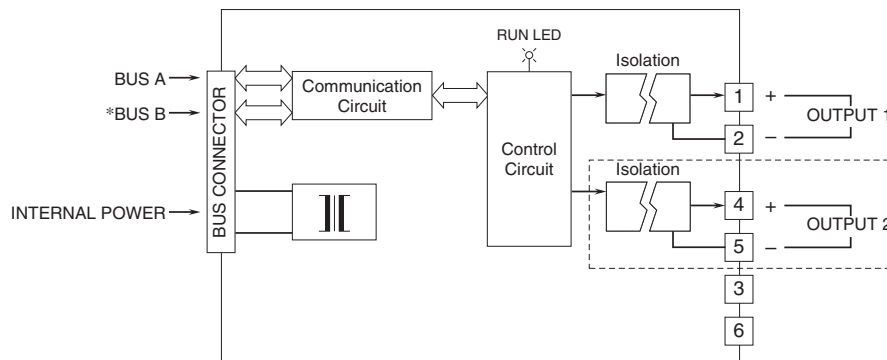 RUN LED
Isolation
BUS A
*BUS B
INTERNAL POWER
BUS CONNECTOR
Communication
Circuit
Control
Circuit
1
+
OUTPUT 1
2
–
Isolation
4
+
OUTPUT 2
5
–
3
6